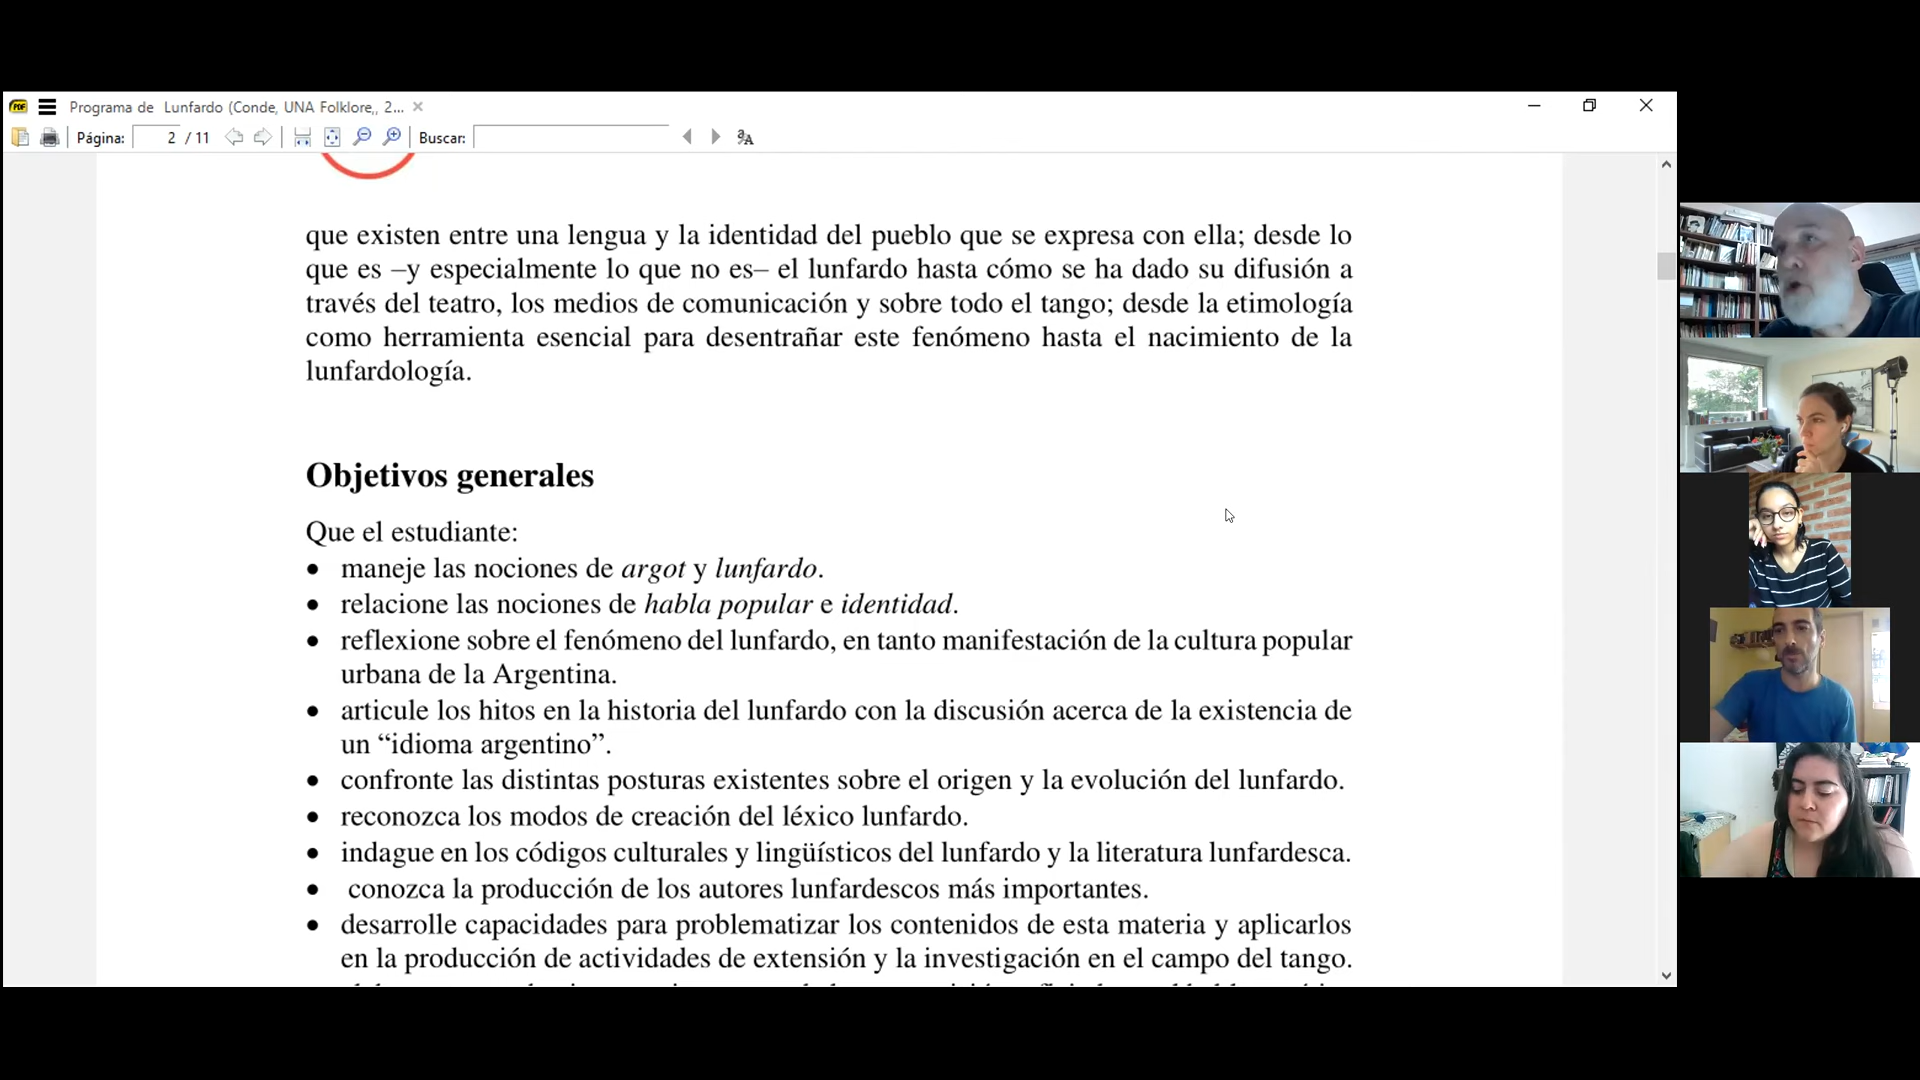 Programa de Lunfardo (Conde, UNA Folklore,, 2...
Página: 2 / 11 Buscar:
que existen entre una lengua y la identidad del pueblo que se expresa con ella; desde lo
que es –y especialmente lo que no es– el lunfardo hasta cómo se ha dado su difusión a
través del teatro, los medios de comunicación y sobre todo el tango; desde la etimología
como herramienta esencial para desentrañar este fenómeno hasta el nacimiento de la
lunfardología.
Objetivos generales
Que el estudiante:
• maneje las nociones de argot y lunfardo.
• relacione las nociones de habla popular e identidad.
• reflexione sobre el fenómeno del lunfardo, en tanto manifestación de la cultura popular
urbana de la Argentina.
• articule los hitos en la historia del lunfardo con la discusión acerca de la existencia de
un “idioma argentino”.
• confronte las distintas posturas existentes sobre el origen y la evolución del lunfardo.
• reconozca los modos de creación del léxico lunfardo.
• indague en los códigos culturales y lingüísticos del lunfardo y la literatura lunfardesca.
• conozca la producción de los autores lunfardescos más importantes.
• desarrolle capacidades para problematizar los contenidos de esta materia y aplicarlos
en la producción de actividades de extensión y la investigación en el campo del tango.